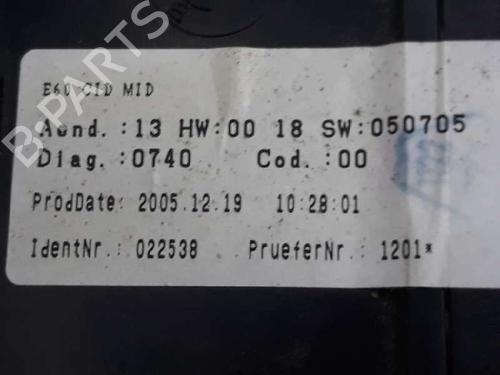 B-PARTS
E60 CID MID
Aend.:13 HW:00 18 SW:050705
Diag.:0740 Cod.:00
ProdDate: 2005.12.19 10:28:01
IdentNr.: 022538 PrueferNr.: 1201*